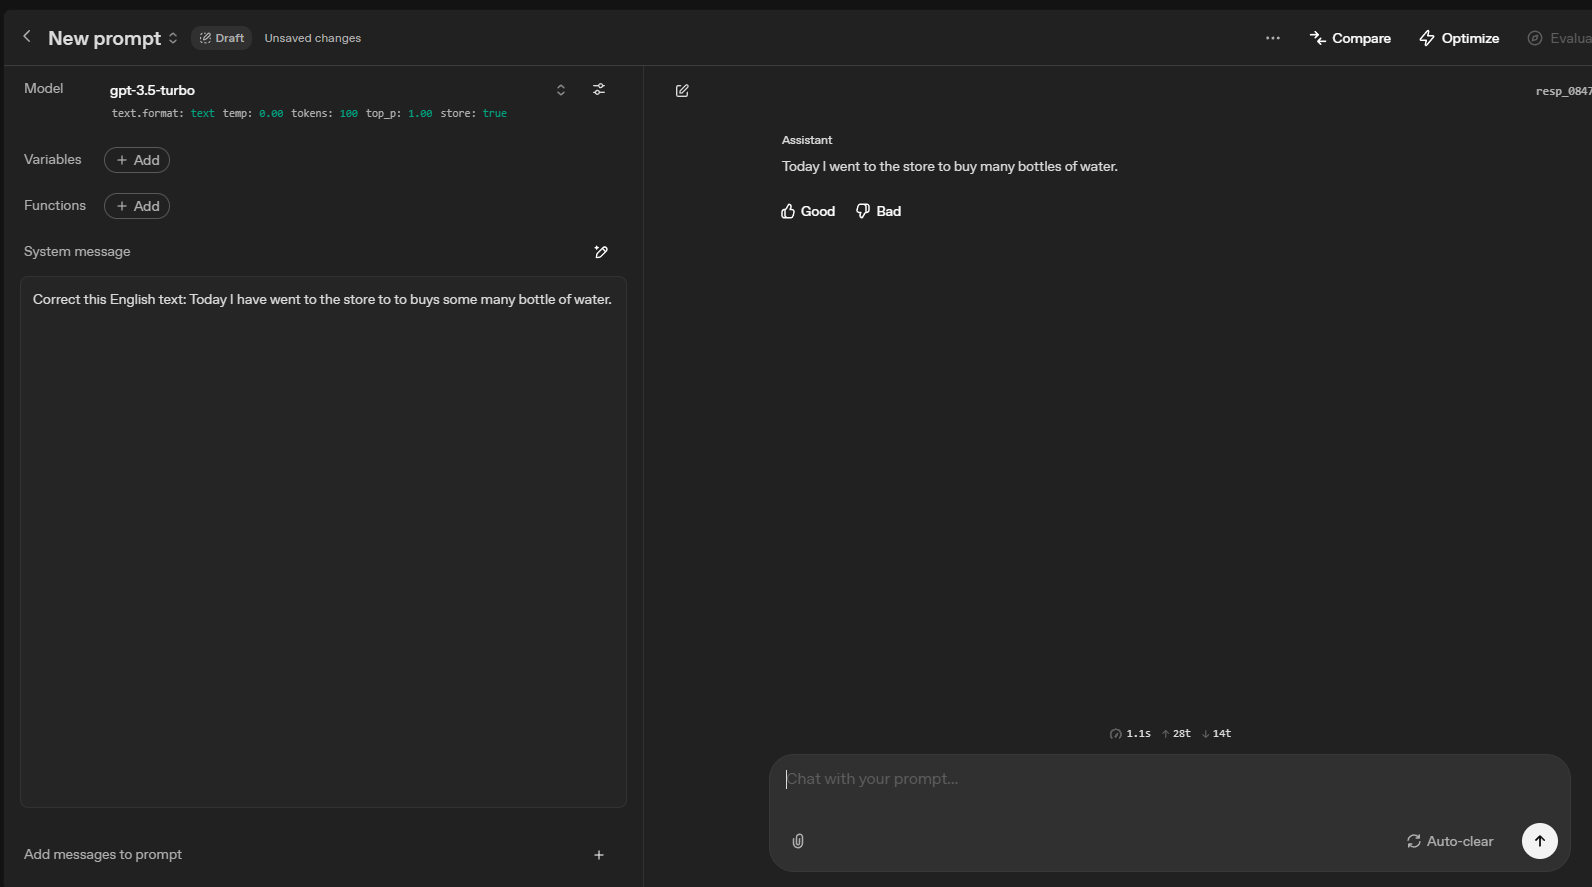 New prompt Draft Unsaved changes Compare Optimize Evalua
Model gpt-3.5-turbo
text.format: text temp: 0.00 tokens: 100 top_p: 1.00 store: true
resp_0847
Variables + Add
Functions + Add
System message
Correct this English text: Today I have went to the store to to buys some many bottle of water.
Add messages to prompt +
Assistant
Today I went to the store to buy many bottles of water.
Good Bad
1.1s ↑ 28t ↓ 14t
Chat with your prompt...
Auto-clear